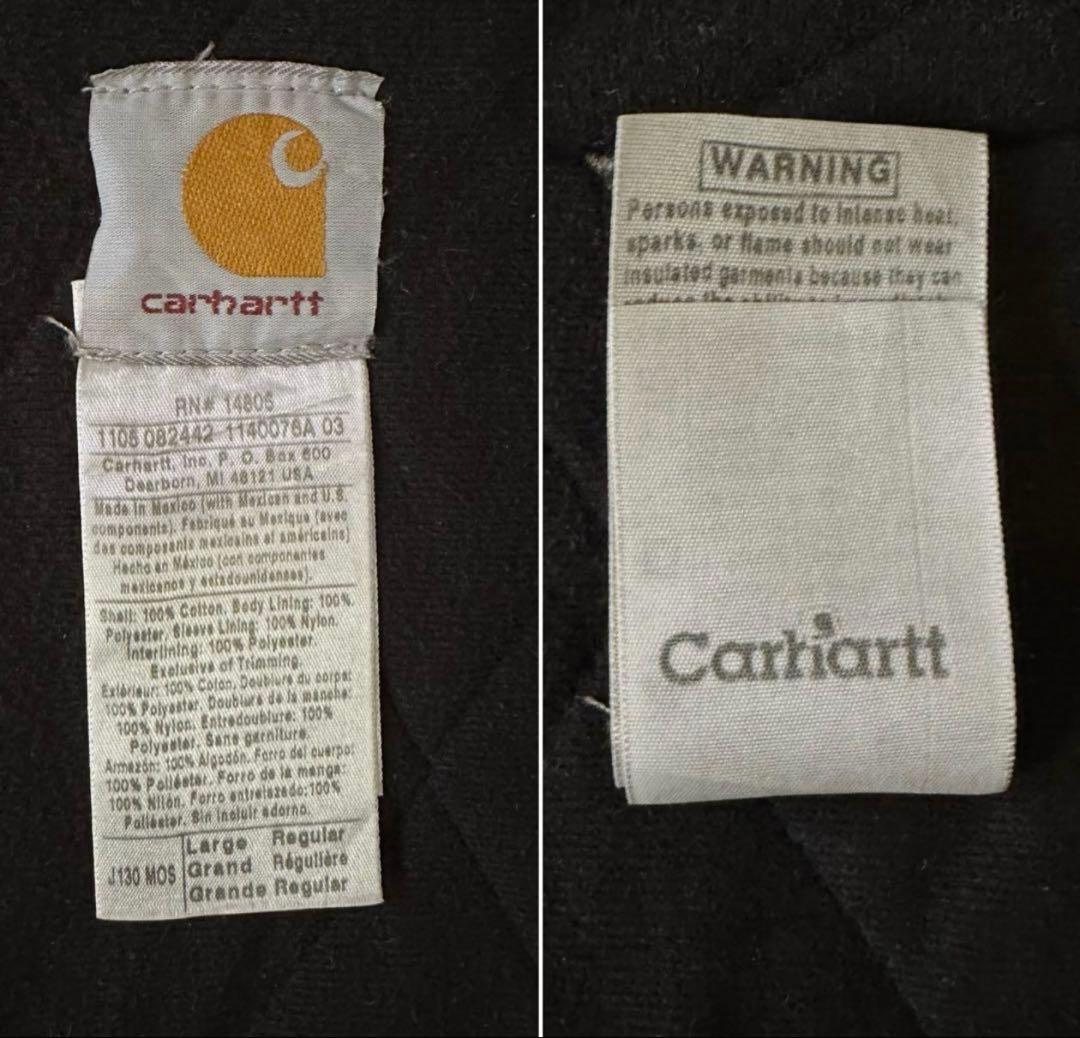 carhartt
RN# 14806
1105 082442 1140076A 03
Carhartt, Inc, P. O. Box 600
Dearborn, MI 48121 USA
Made in Mexico (with Mexican and U.S.
components). Fabriqué au Mexique (avec
des composants mexicains et américains)
Hecho en México (con componentes
mexicanos y estadounidenses).
Shell: 100% Cotton. Body Lining: 100%
Polyester, Sleeve Lining: 100% Nylon.
Interlining: 100% Polyester.
Exclusive of Trimming.
Extérieur: 100% Coton. Doublure du corps:
100% Polyester. Doublure de la manche:
100% Nylon. Entredoublure: 100%
Polyester. Sans garniture.
Armazón: 100% Algodón. Forro del cuerpo:
100% Poliéster. Forro de la manga:
100% Nilón. Forro entrelazado:100%
Poliéster. Sin incluir adorno.
J130 MOS
Large Regular
Grand Régulière
Grande Regular
WARNING
Persons exposed to intense heat,
sparks, or flame should not wear
insulated garments because they can
Carhartt